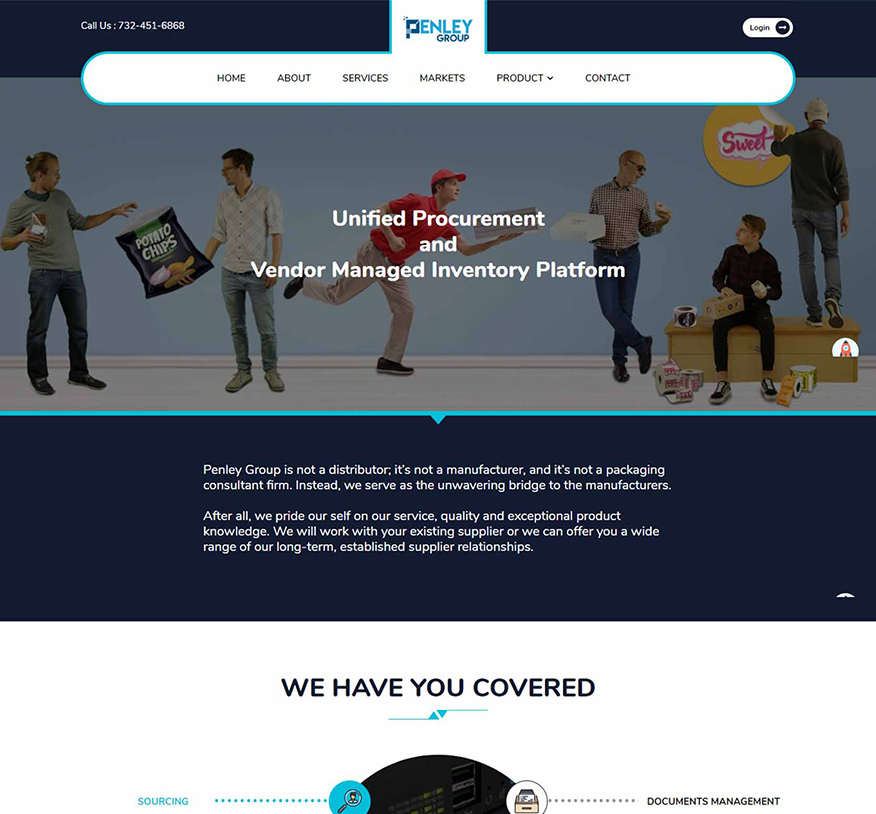 Call Us : 732-451-6868
PENLEY
GROUP
Login
HOME ABOUT SERVICES MARKETS PRODUCT CONTACT
Sweet
POTATO
CHIPS
Unified Procurement
and
Vendor Managed Inventory Platform
Penley Group is not a distributor; it's not a manufacturer, and it's not a packaging
consultant firm. Instead, we serve as the unwavering bridge to the manufacturers.
After all, we pride our self on our service, quality and exceptional product
knowledge. We will work with your existing supplier or we can offer you a wide
range of our long-term, established supplier relationships.
WE HAVE YOU COVERED
SOURCING
DOCUMENTS MANAGEMENT